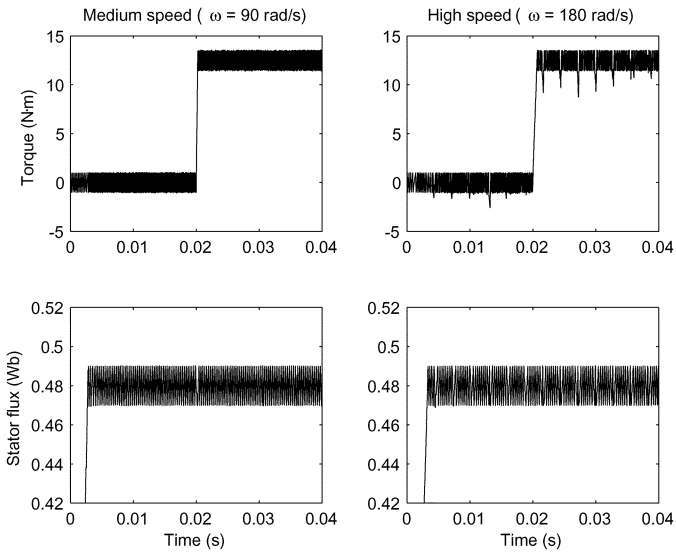 Medium speed ( ω = 90 rad/s)
High speed ( ω = 180 rad/s)
Torque (N·m)
15
10
5
0
-5
0 0.01 0.02 0.03 0.04
15
10
5
0
-5
0 0.01 0.02 0.03 0.04
Stator flux (Wb)
0.52
0.5
0.48
0.46
0.44
0.42
0 0.01 0.02 0.03 0.04
Time (s)
0.52
0.5
0.48
0.46
0.44
0.42
0 0.01 0.02 0.03 0.04
Time (s)